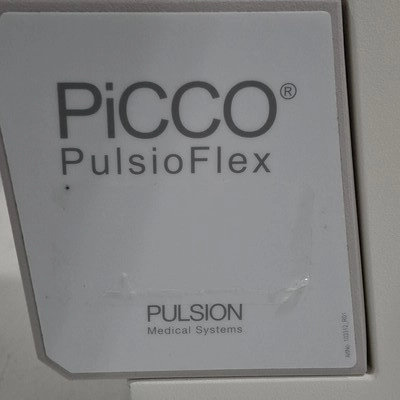 PiCCO®
PulsioFlex
PULSION
Medical Systems